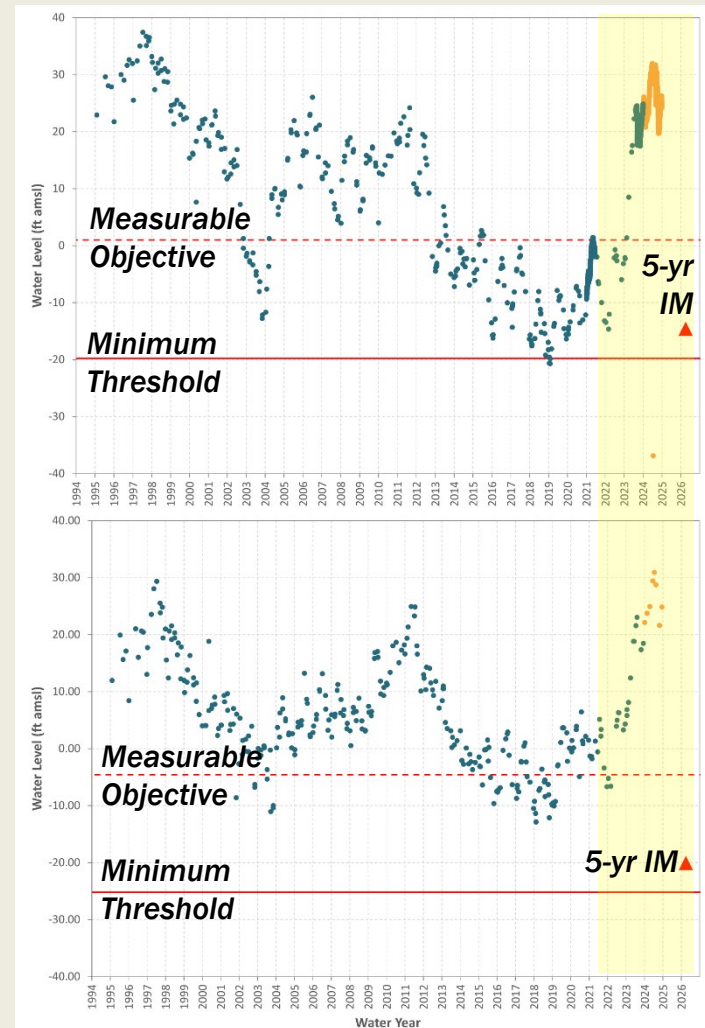 40
30
20
10
0
-10
-20
-30
-40
Water Level (ft amsl)
Measurable
Objective
5-yr
IM
Minimum
Threshold
1994 1995 1996 1997 1998 1999 2000 2001 2002 2003 2004 2005 2006 2007 2008 2009 2010 2011 2012 2013 2014 2015 2016 2017 2018 2019 2020 2021 2022 2023 2024 2025 2026
40.00
30.00
20.00
10.00
0.00
-10.00
-20.00
-30.00
-40.00
Water Level (ft amsl)
Measurable
Objective
5-yr IM
Minimum
Threshold
1994 1995 1996 1997 1998 1999 2000 2001 2002 2003 2004 2005 2006 2007 2008 2009 2010 2011 2012 2013 2014 2015 2016 2017 2018 2019 2020 2021 2022 2023 2024 2025 2026
Water Year